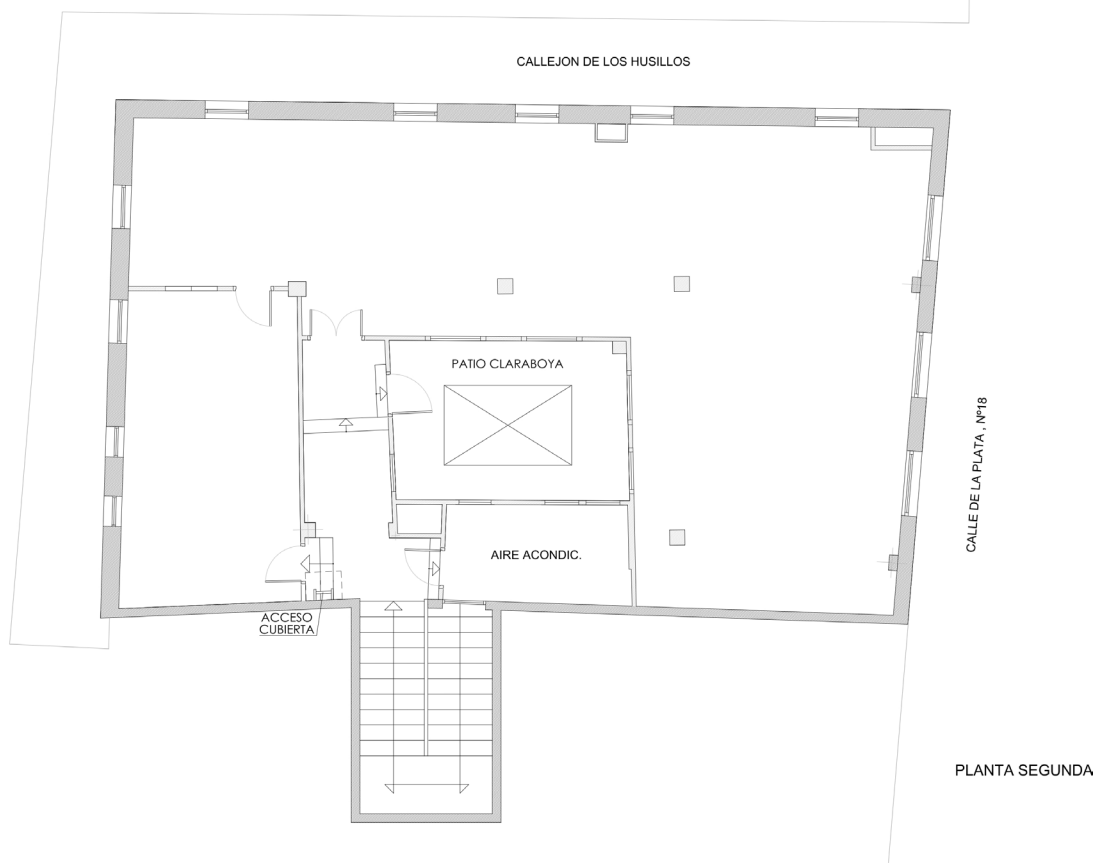 CALLEJON DE LOS HUSILLOS
PATIO CLARABOYA
CALLE DE LA PLATA , Nº18
AIRE ACONDIC.
ACCESO
CUBIERTA
PLANTA SEGUNDA